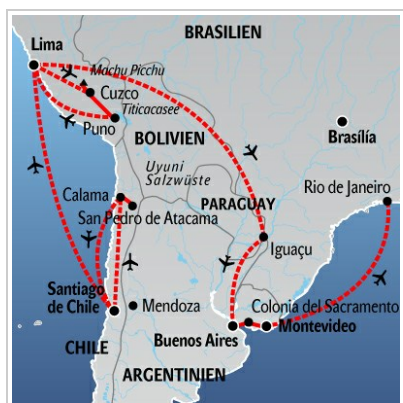 BRASILIEN
Lima
Machu Picchu
Cuzco
Titicacasee
Puno
BOLIVIEN
Brasília
Uyuni
Salzwüste
Calama
San Pedro de Atacama
PARAGUAY
Rio de Janeiro
Iguaçu
Santiago
de Chile
Mendoza
Colonia del Sacramento
Buenos Aires
Montevideo
CHILE
ARGENTINIEN